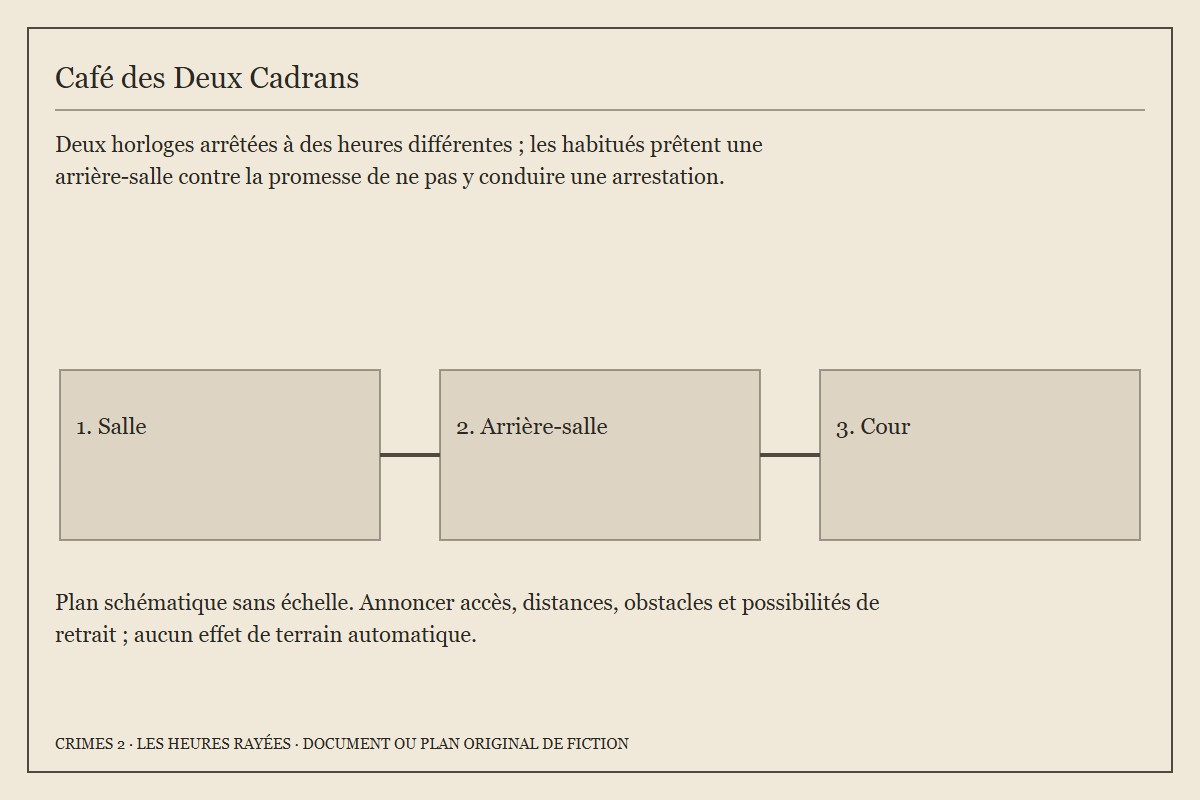 Café des Deux Cadrans
Deux horloges arrêtées à des heures différentes ; les habitués prêtent une
arrière-salle contre la promesse de ne pas y conduire une arrestation.
1. Salle
2. Arrière-salle
3. Cour
Plan schématique sans échelle. Annoncer accès, distances, obstacles et possibilités de
retrait ; aucun effet de terrain automatique.
CRIMES 2 · LES HEURES RAYÉES · DOCUMENT OU PLAN ORIGINAL DE FICTION